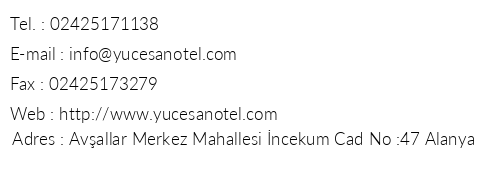 Tel. : 02425171138
E-mail : info@yucesanotel.com
Fax : 02425173279
Web : http://www.yucesanotel.com
Adres : Avşallar Merkez Mahallesi İncekum Cad No :47 Alanya